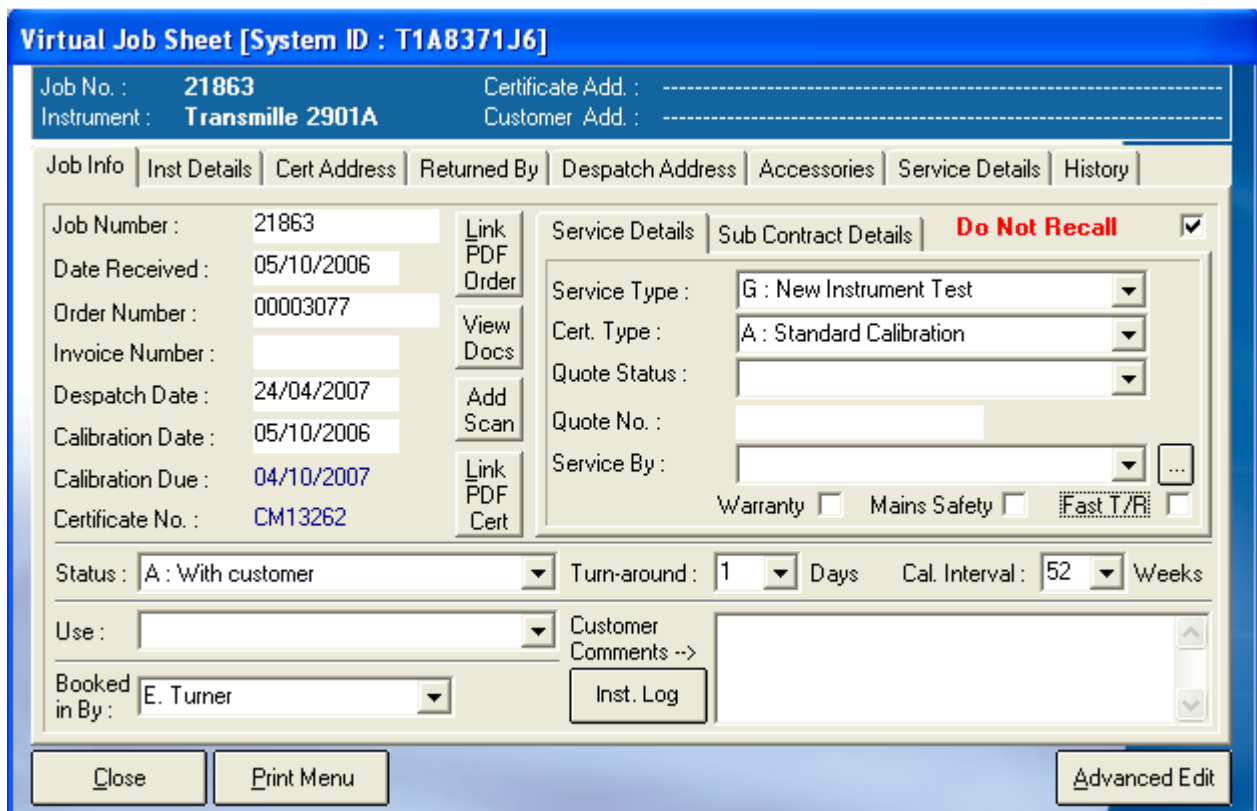 Virtual Job Sheet [System ID : T1A8371J6]
Job No. : 21863 Certificate Add. : ----------------------------------------------------------------------
Instrument : Transmille 2901A Customer Add. : ----------------------------------------------------------------------
Job Info Inst Details Cert Address Returned By Despatch Address Accessories Service Details History
Job Number : 21863
Date Received : 05/10/2006
Order Number : 00003077
Invoice Number :
Despatch Date : 24/04/2007
Calibration Date : 05/10/2006
Calibration Due : 04/10/2007
Certificate No. : CM13262
Link
PDF
Order
View
Docs
Add
Scan
Link
PDF
Cert
Service Details Sub Contract Details Do Not Recall
Service Type : G : New Instrument Test
Cert. Type : A : Standard Calibration
Quote Status :
Quote No. :
Service By : ...
Warranty Mains Safety Fast T/R
Status : A : With customer Turn-around : 1 Days Cal. Interval : 52 Weeks
Use :
Customer
Comments -->
Booked
in By : E. Turner
Inst. Log
Close Print Menu Advanced Edit